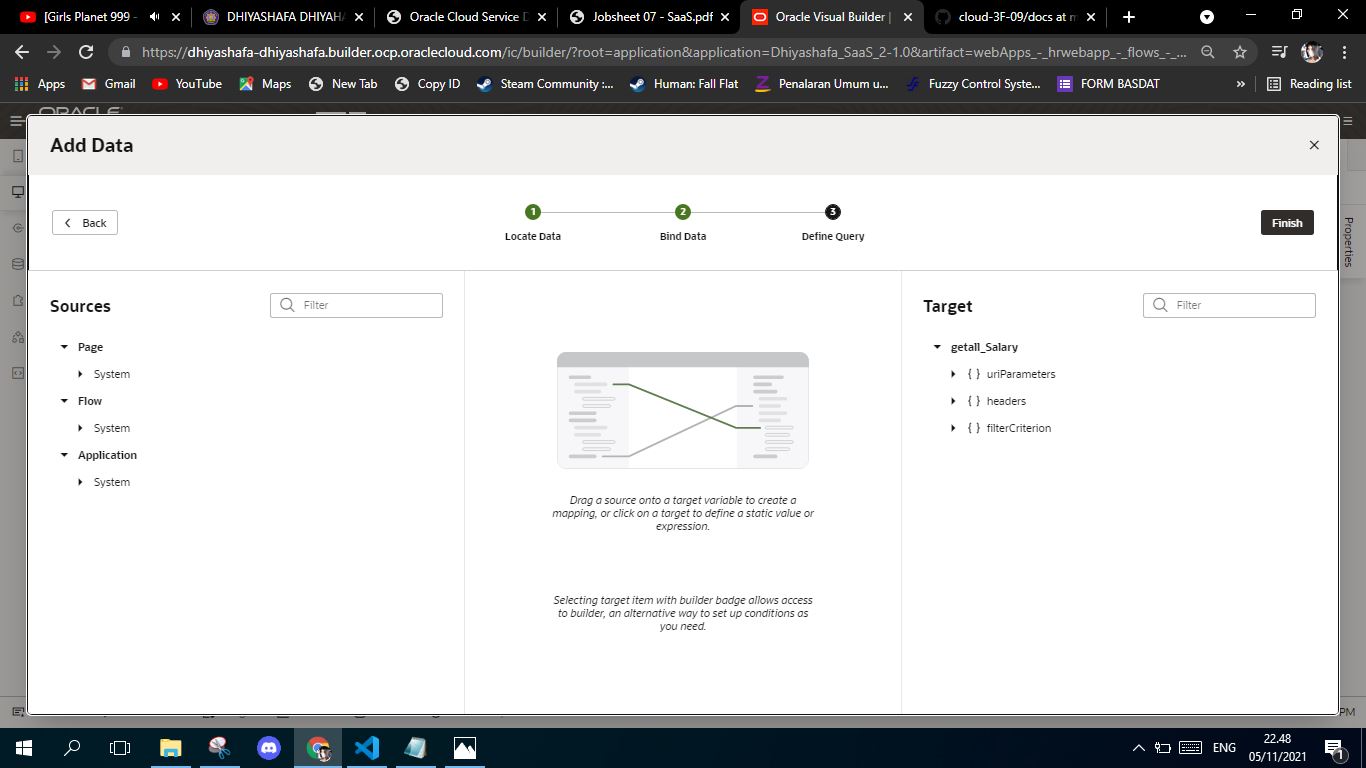 [Girls Planet 999 -
DHIYASHAFA DHIYAHA
Oracle Cloud Service D
Jobsheet 07 - SaaS.pdf
Oracle Visual Builder |
cloud-3F-09/docs at m
https://dhiyashafa-dhiyashafa.builder.ocp.oraclecloud.com/ic/builder/?root=application&application=Dhiyashafa_SaaS_2-1.0&artifact=webApps_-_hrwebapp_-_flows_-_...
Apps
Gmail
YouTube
Maps
New Tab
Copy ID
Steam Community :...
Human: Fall Flat
Penalaran Umum u...
Fuzzy Control Syste...
FORM BASDAT
»
Reading list
ORACLE
Add Data
Back
1
2
3
Locate Data
Bind Data
Define Query
Finish
Properties
Sources
Filter
Page
System
Flow
System
Application
System
Drag a source onto a target variable to create a
mapping, or click on a target to define a static value or
expression.
Selecting target item with builder badge allows access
to builder, an alternative way to set up conditions as
you need.
Target
Filter
getall_Salary
{ } uriParameters
{ } headers
{ } filterCriterion
PM
ENG
22.48
05/11/2021
1